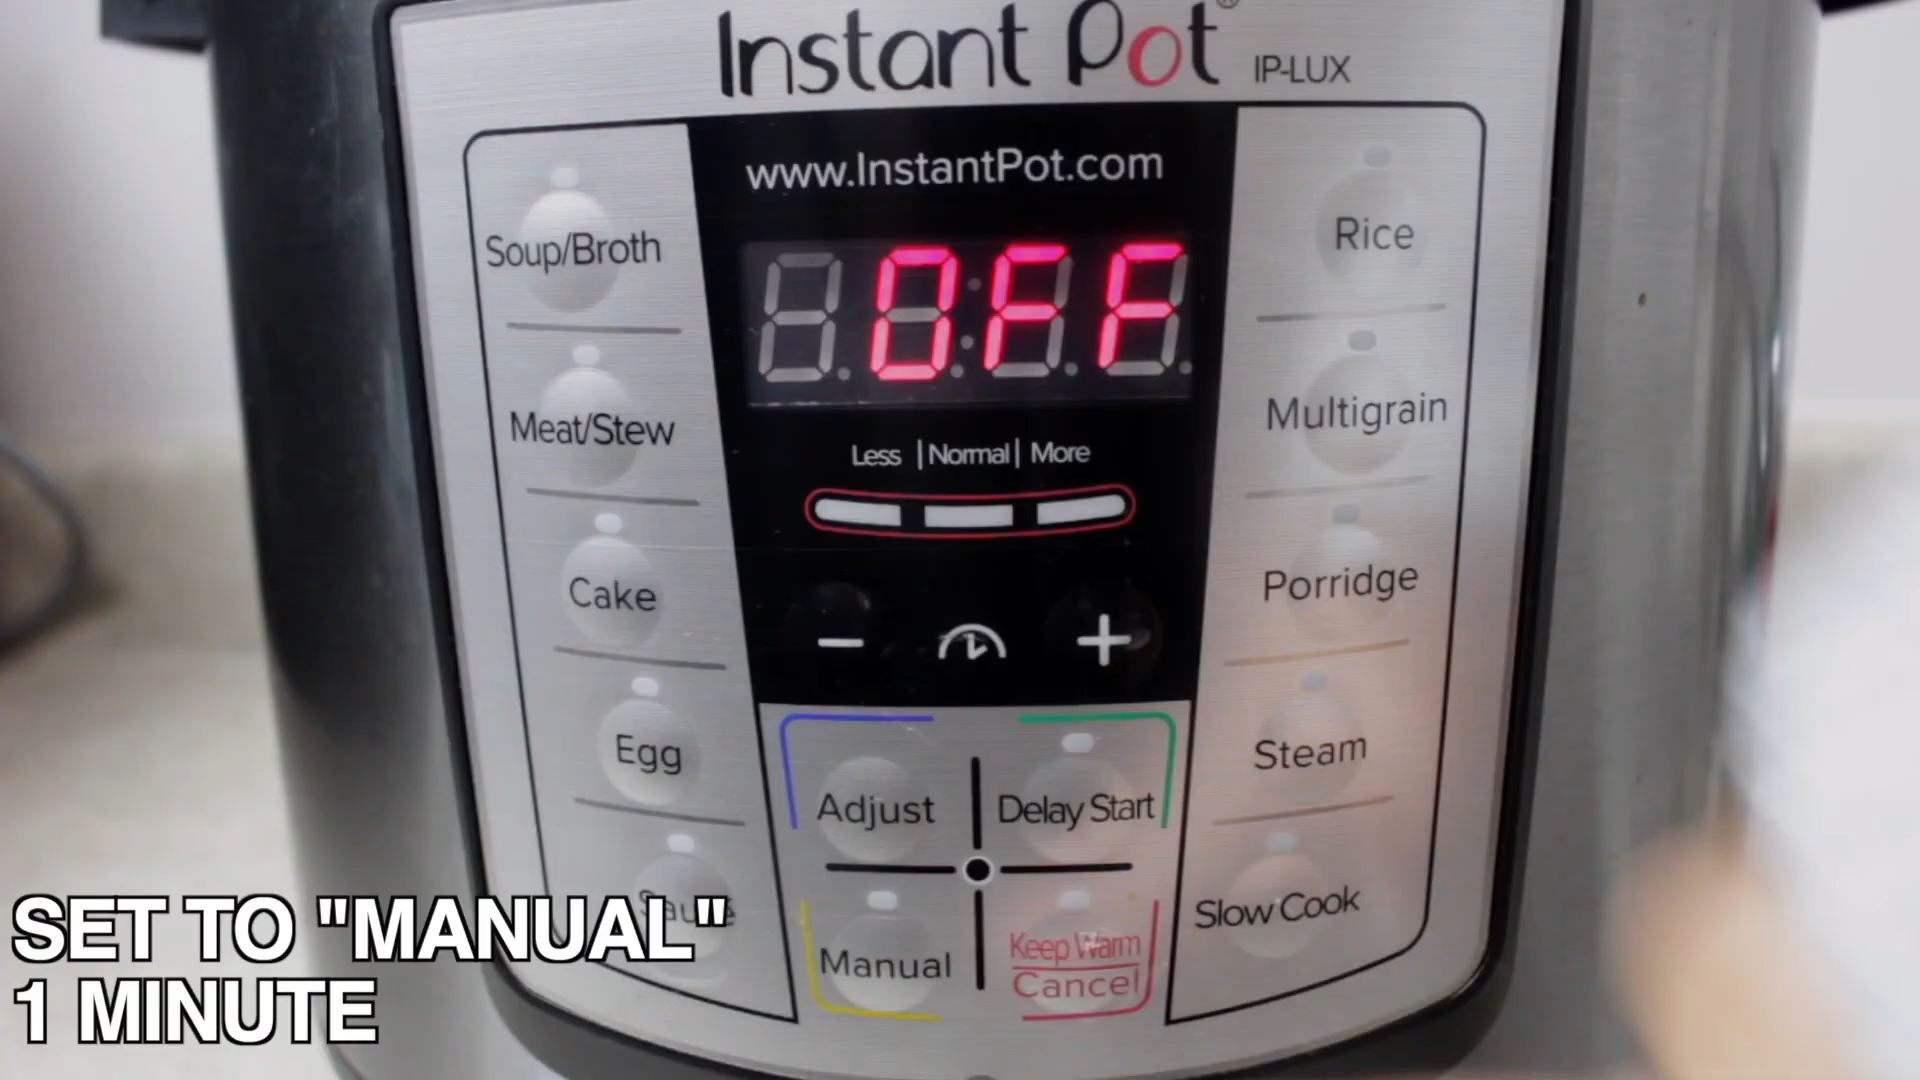 Instant Pot® IP-LUX
www.InstantPot.com
OFF
Less | Normal | More
− +
Soup/Broth
Meat/Stew
Cake
Egg
Sauté
Rice
Multigrain
Porridge
Steam
Slow Cook
Adjust
Delay Start
Manual
Keep Warm
Cancel
SET TO "MANUAL"
1 MINUTE